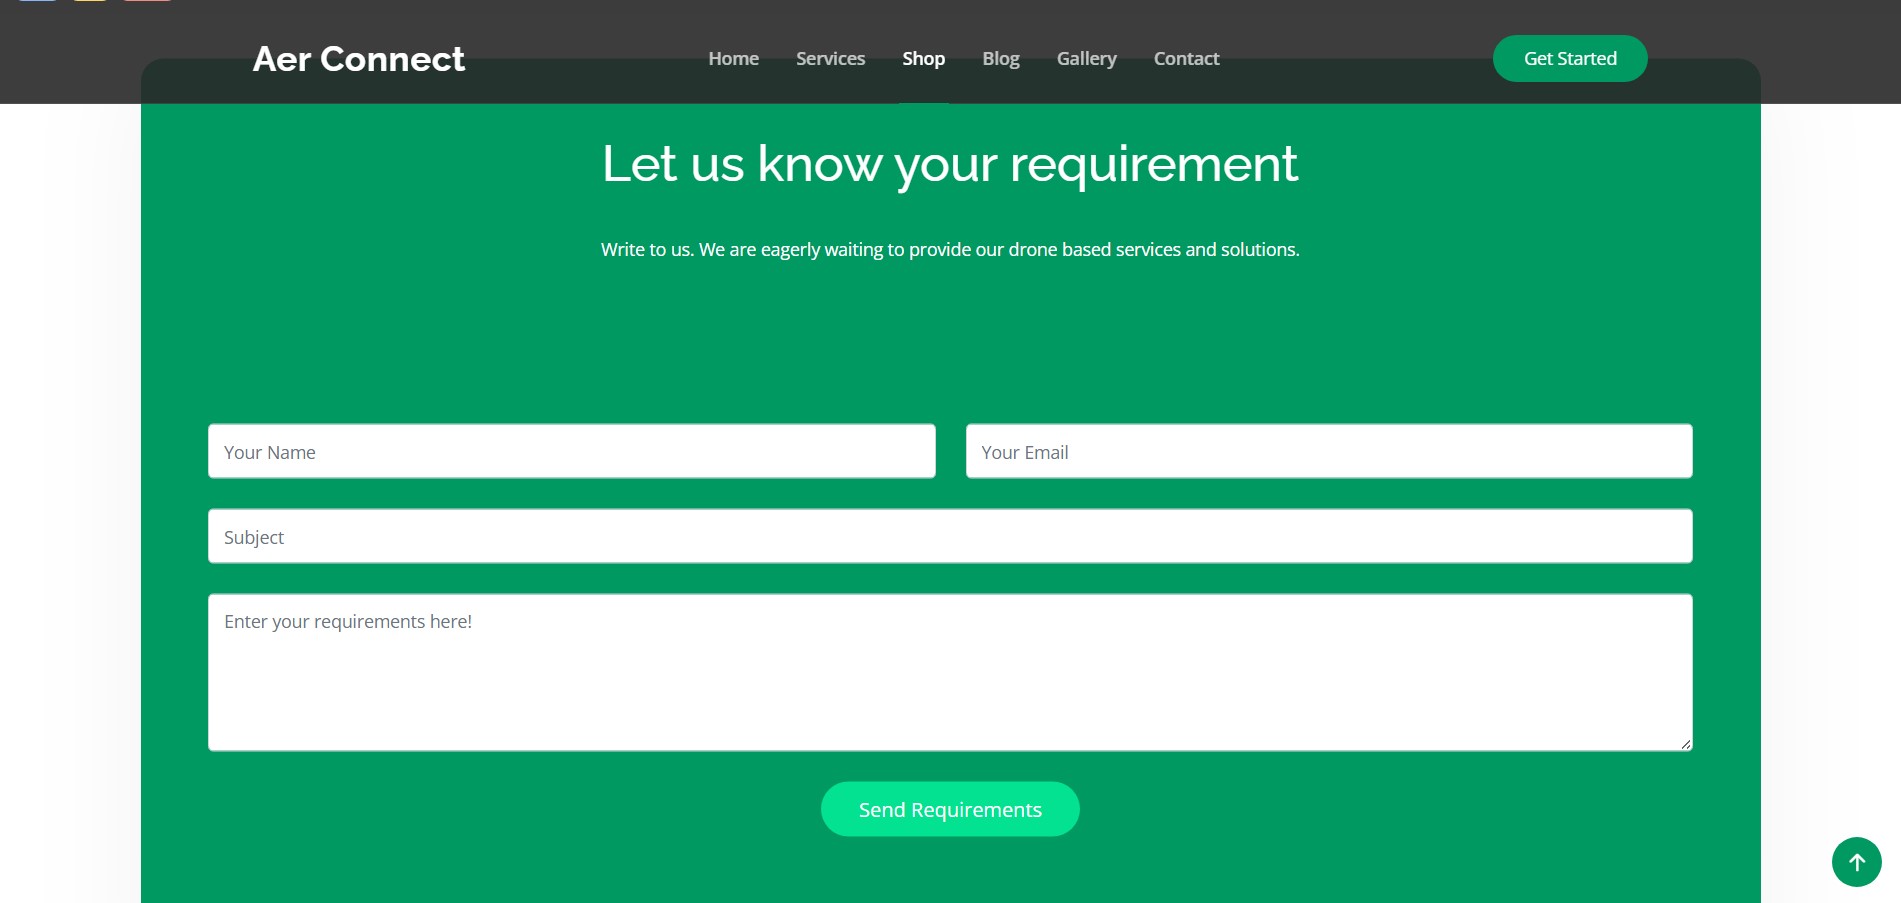 Aer Connect
Home Services Shop Blog Gallery Contact
Get Started
Let us know your requirement
Write to us. We are eagerly waiting to provide our drone based services and solutions.
Your Name
Your Email
Subject
Enter your requirements here!
Send Requirements